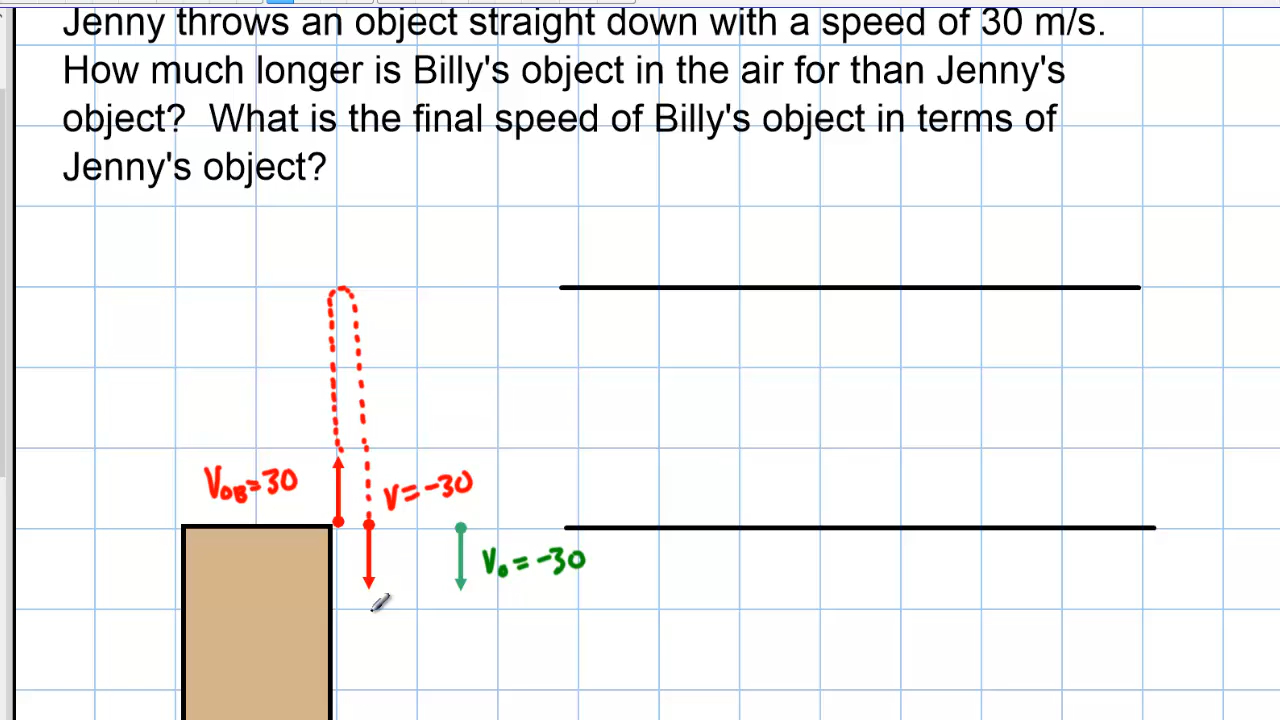 Jenny throws an object straight down with a speed of 30 m/s.
How much longer is Billy's object in the air for than Jenny's
object? What is the final speed of Billy's object in terms of
Jenny's object?
VOB=30
V=-30
V0=-30